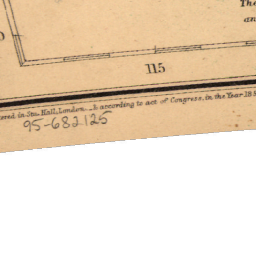 The
an
0
115
ered in Sta. Hall, London. & according to act of Congress, in the Year 18
95-682125